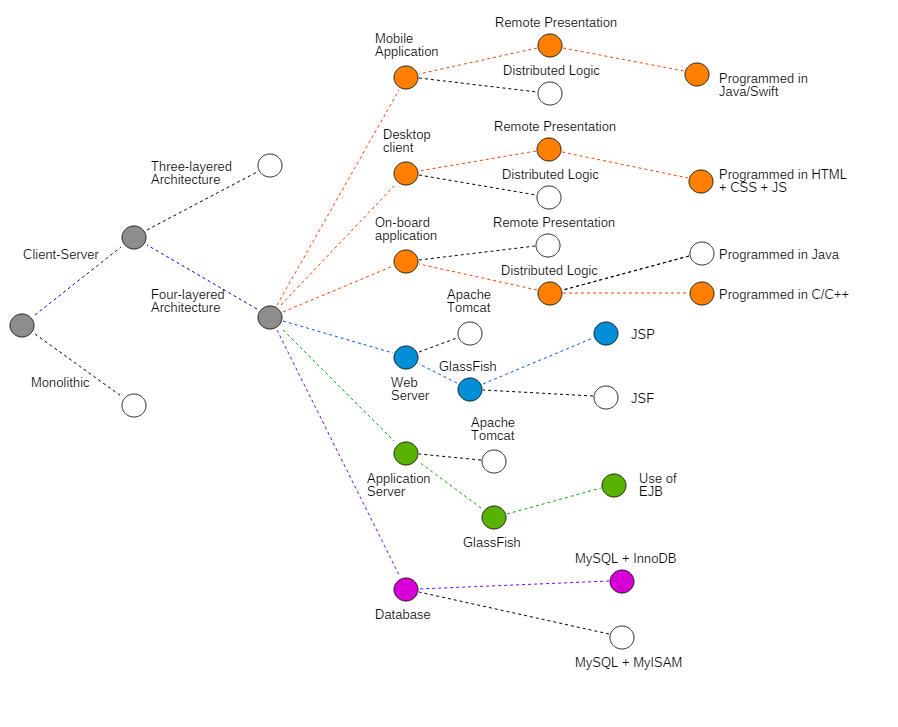 Remote Presentation
Mobile
Application
Distributed Logic
Programmed in
Java/Swift
Remote Presentation
Desktop
client
Distributed Logic
Programmed in HTML
+ CSS + JS
Three-layered
Architecture
Remote Presentation
On-board
application
Client-Server
Programmed in Java
Distributed Logic
Four-layered
Architecture
Apache
Tomcat
Programmed in C/C++
JSP
GlassFish
Web
Server
Monolithic
JSF
Apache
Tomcat
Application
Server
Use of
EJB
GlassFish
MySQL + InnoDB
Database
MySQL + MyISAM